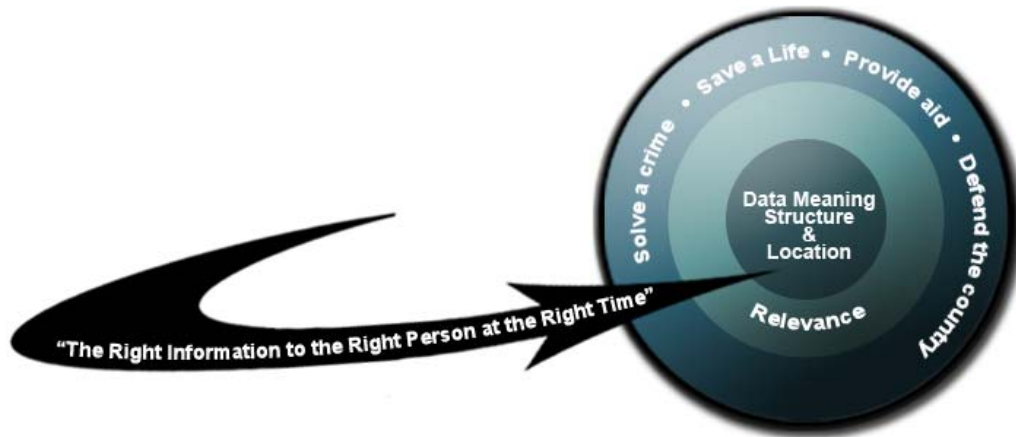 Solve a crime • Save a Life • Provide aid • Defend the country
Data Meaning
Structure
&
Location
Relevance
“The Right Information to the Right Person at the Right Time”